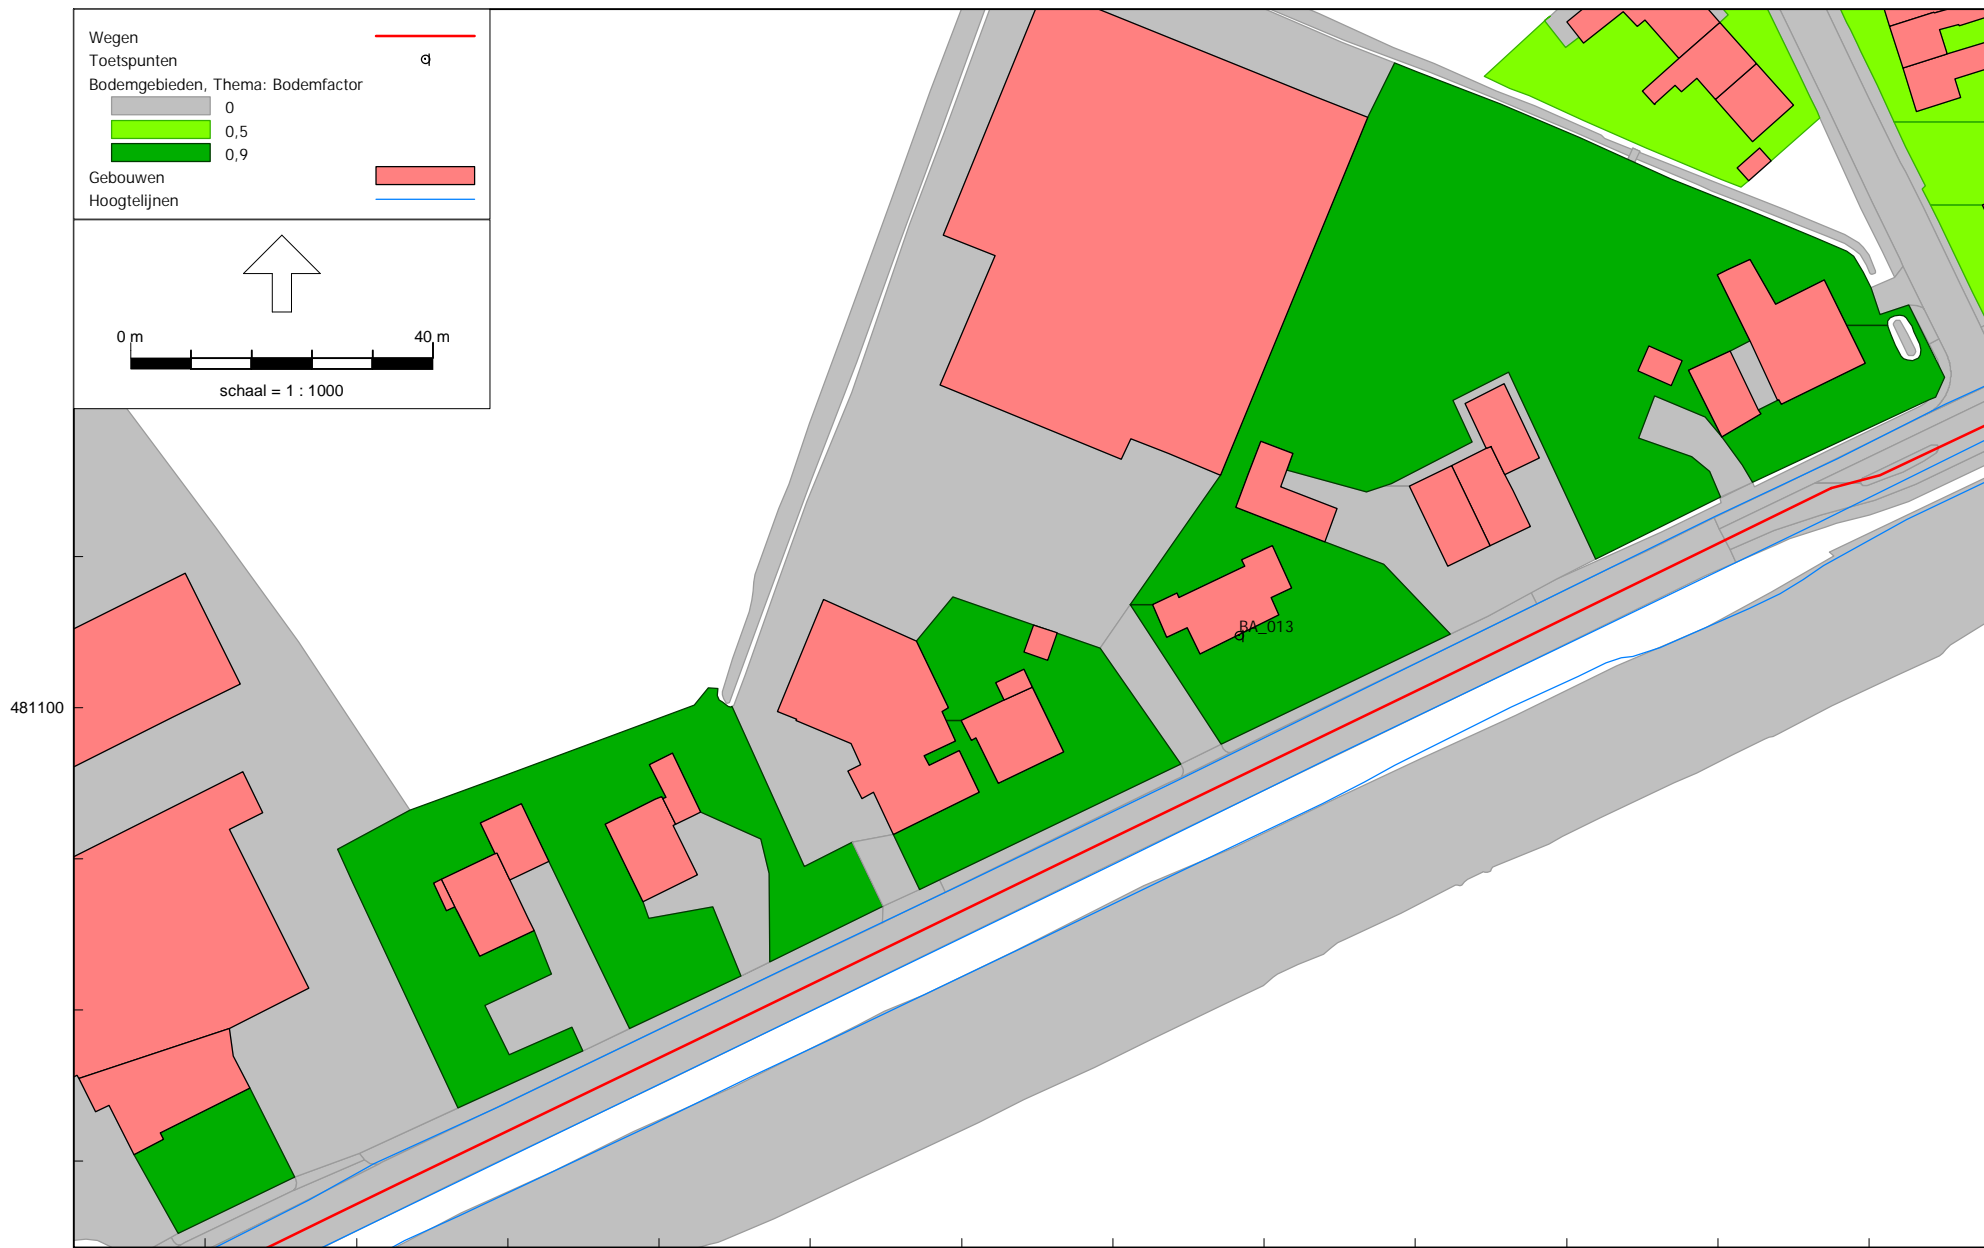 Wegen
Toetspunten
Bodemgebieden, Thema: Bodemfactor
0
0,5
0,9
Gebouwen
Hoogtelijnen
0 m 40 m
schaal = 1 : 1000
BA_013
481100